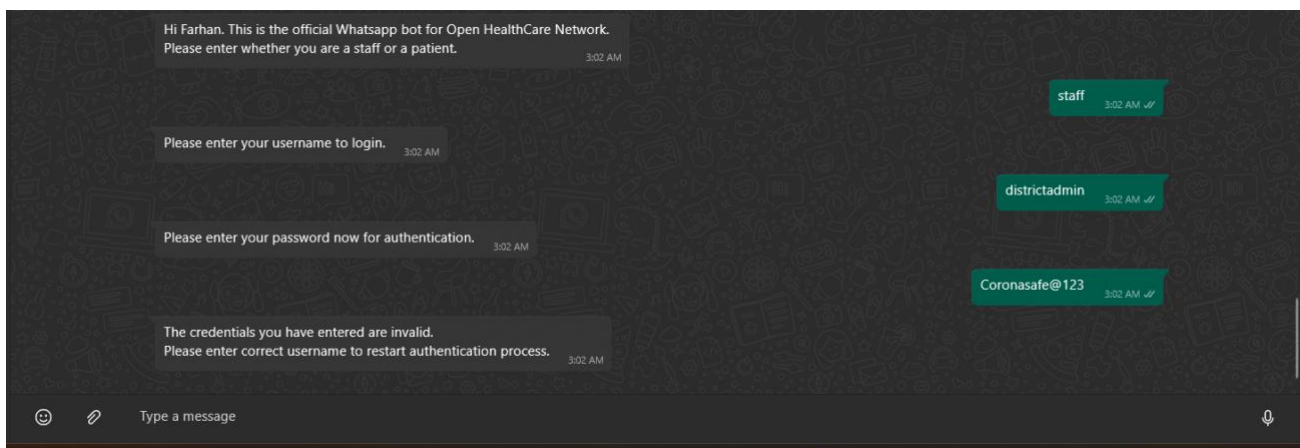 Hi Farhan. This is the official Whatsapp bot for Open HealthCare Network.
Please enter whether you are a staff or a patient.
3:02 AM
staff
3:02 AM
Please enter your username to login.
3:02 AM
districtadmin
3:02 AM
Please enter your password now for authentication.
3:02 AM
Coronasafe@123
3:02 AM
The credentials you have entered are invalid.
Please enter correct username to restart authentication process.
3:02 AM
Type a message